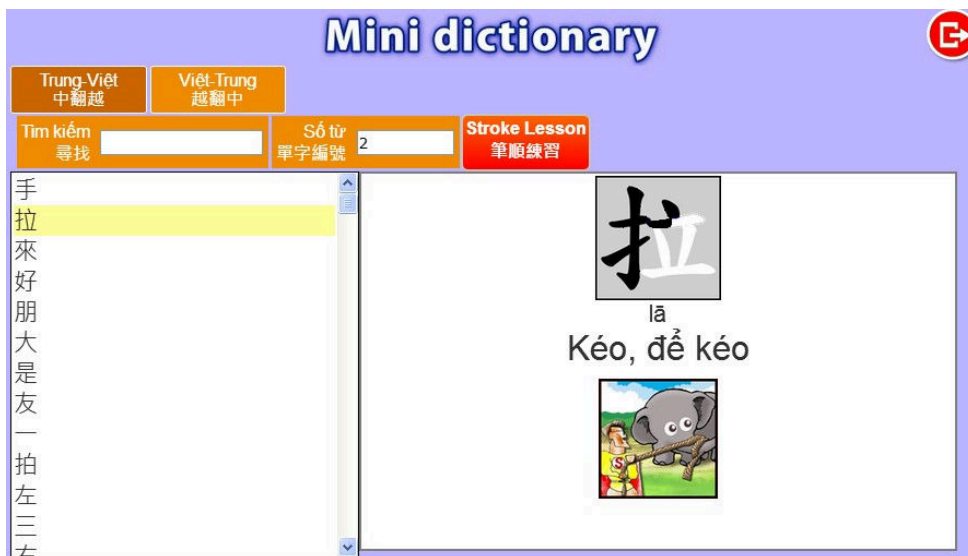 Mini dictionary
Trung-Việt
中翻越
Việt-Trung
越翻中
Tìm kiếm
尋找
Số từ
單字編號
2
Stroke Lesson
筆順練習
手
拉
來
好
朋
大
是
友
一
拍
左
三
右
拉
lā
Kéo, để kéo
S